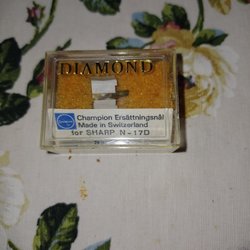 DIAMOND
Champion Ersättningsnål
Made in Switzerland
for SHARP N-17D